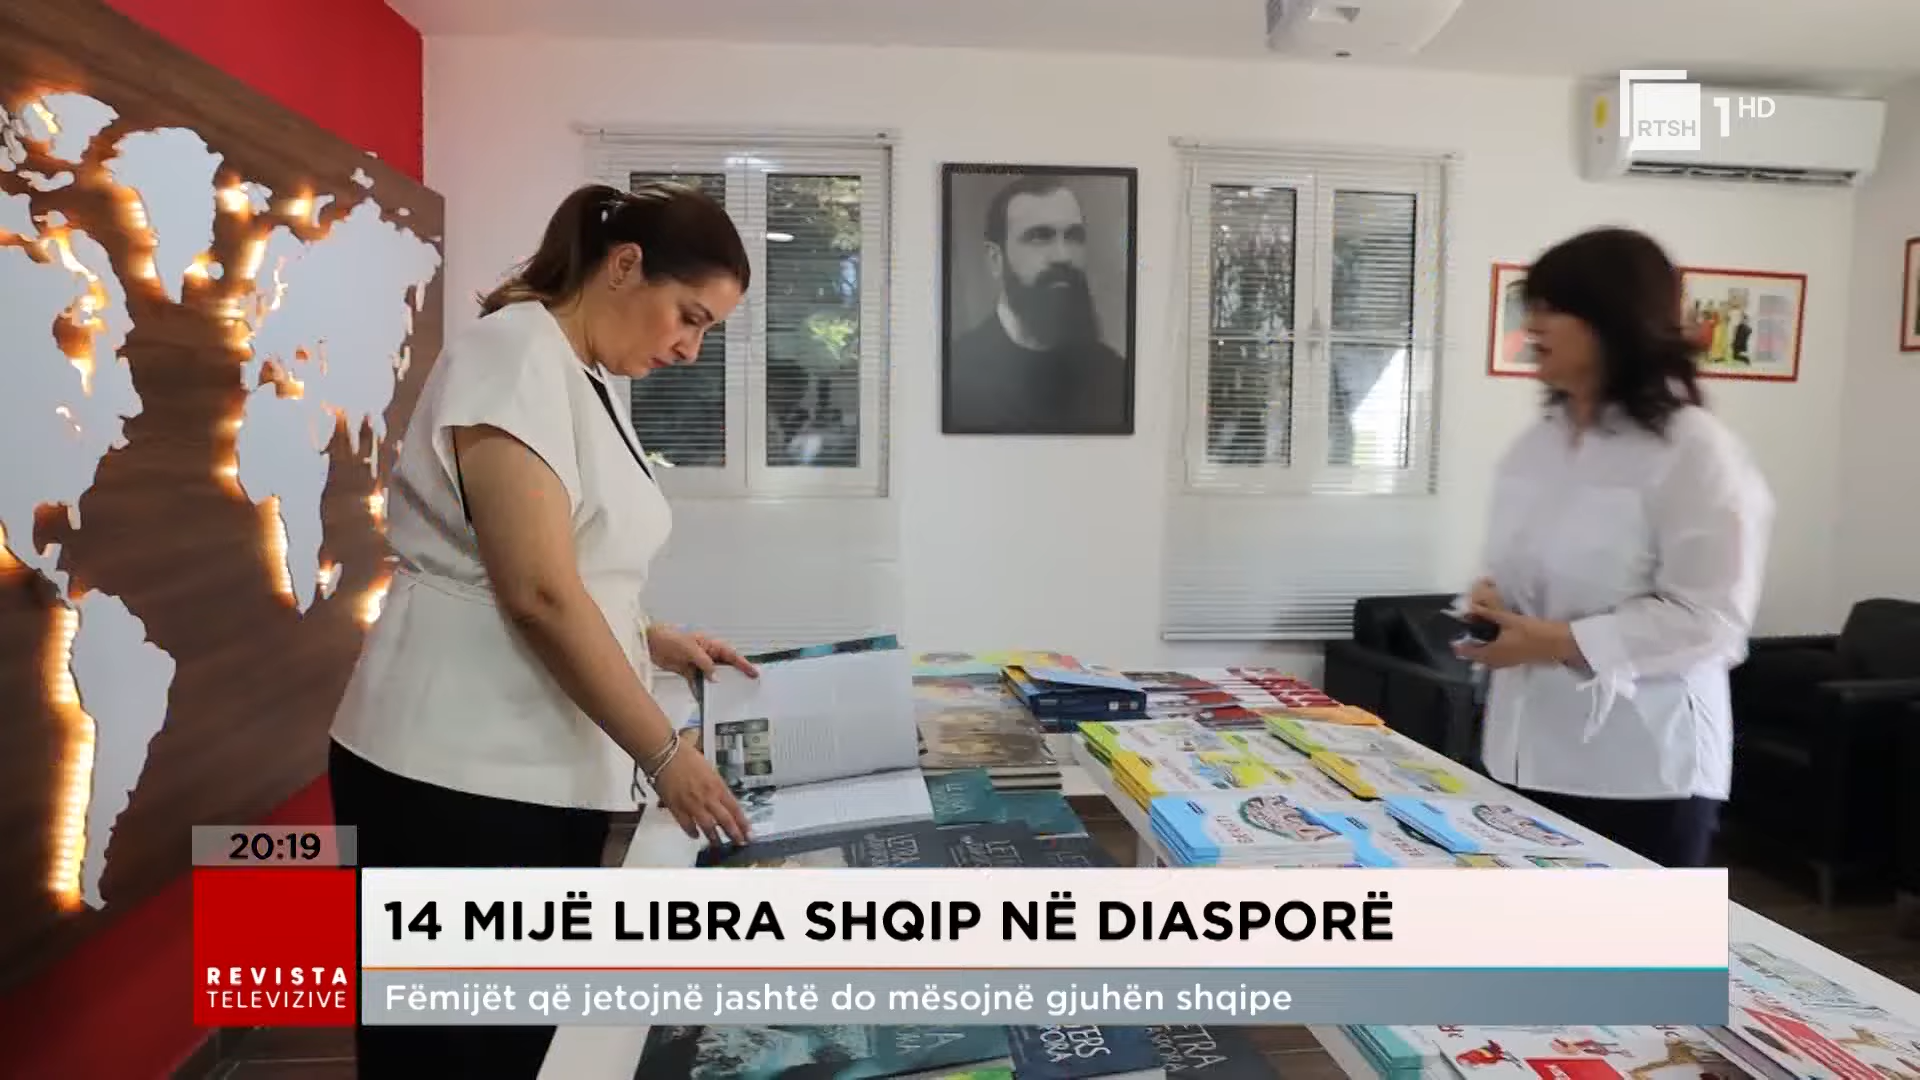 RTSH 1 HD
20:19
14 MIJË LIBRA SHQIP NË DIASPORË
REVISTA
TELEVIZIVE
Fëmijët që jetojnë jashtë do mësojnë gjuhën shqipe
LETRA